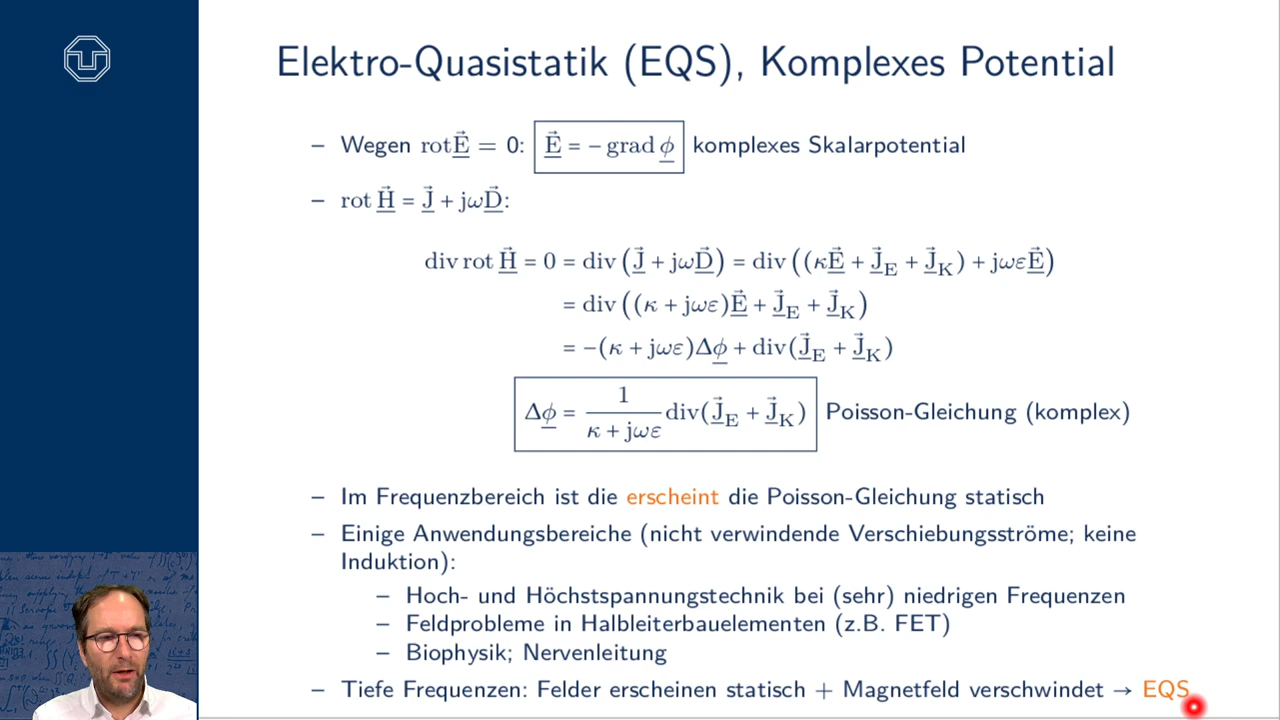 Elektro-Quasistatik (EQS), Komplexes Potential
– Wegen rot E̲⃗ = 0: E̲⃗ = − grad ϕ̲ komplexes Skalarpotential
– rot H̲⃗ = J̲⃗ + jωD̲⃗:
div rot H̲⃗ = 0 = div (J̲⃗ + jωD̲⃗) = div ((κE̲⃗ + J̲⃗_E + J̲⃗_K) + jωεE̲⃗)
= div ((κ + jωε)E̲⃗ + J̲⃗_E + J̲⃗_K)
= −(κ + jωε)Δϕ̲ + div(J̲⃗_E + J̲⃗_K)
Δϕ̲ = 1/(κ + jωε) div(J̲⃗_E + J̲⃗_K) Poisson-Gleichung (komplex)
– Im Frequenzbereich ist die erscheint die Poisson-Gleichung statisch
– Einige Anwendungsbereiche (nicht verwindende Verschiebungsströme; keine
Induktion):
– Hoch- und Höchstspannungstechnik bei (sehr) niedrigen Frequenzen
– Feldprobleme in Halbleiterbauelementen (z.B. FET)
– Biophysik; Nervenleitung
– Tiefe Frequenzen: Felder erscheinen statisch + Magnetfeld verschwindet → EQS